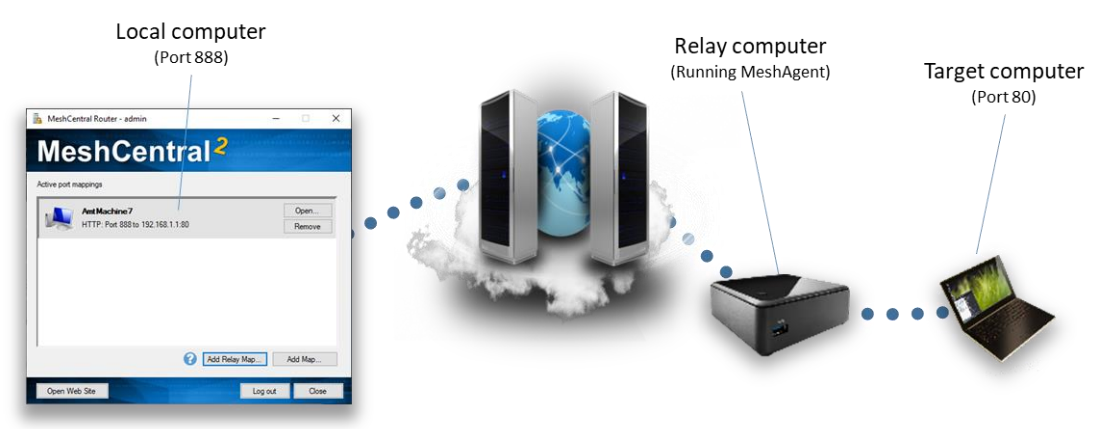 Local computer
(Port 888)
Relay computer
(Running MeshAgent)
Target computer
(Port 80)
MeshCentral Router - admin
MeshCentral2
Active port mappings
AmtMachine7
HTTP: Port 888 to 192.168.1.1:80
Open...
Remove
Add Relay Map...
Add Map...
Open Web Site
Log out
Close